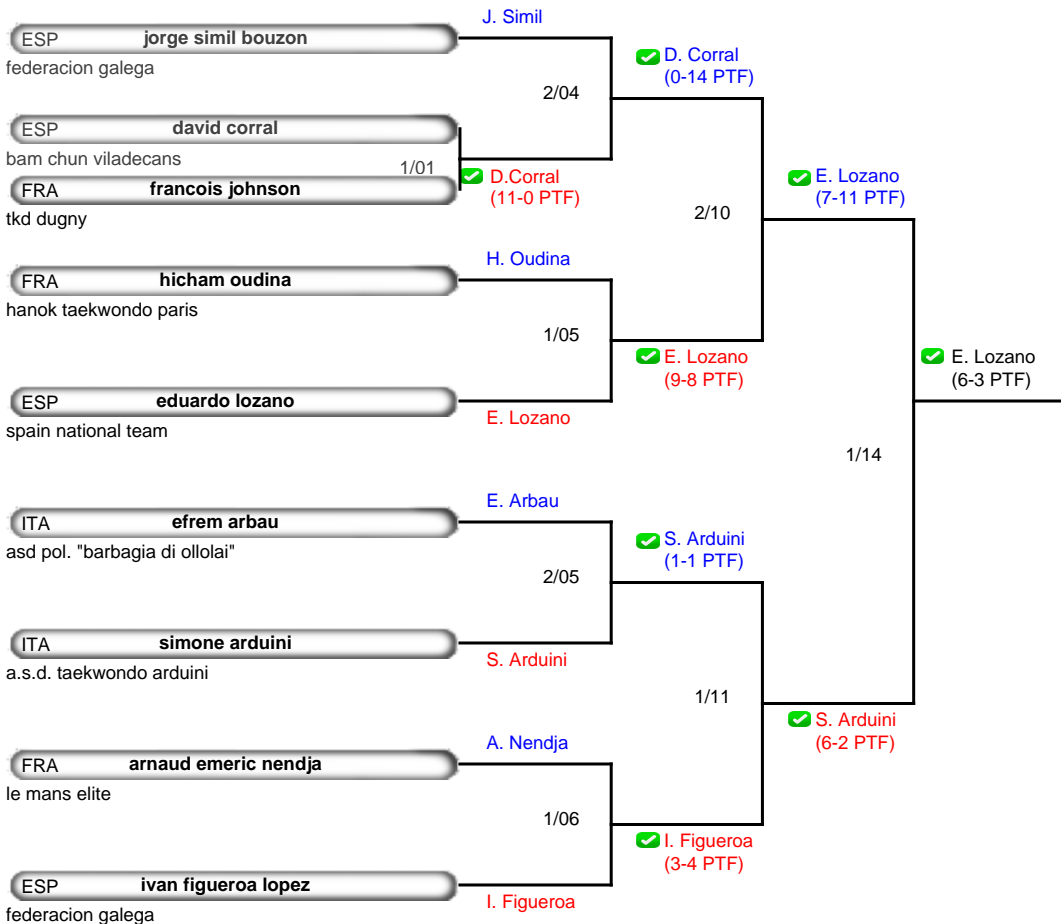 J. Simil
ESP jorge simil bouzon
federacion galega
D. Corral
(0-14 PTF)
2/04
ESP david corral
bam chun viladecans
1/01
D.Corral
(11-0 PTF)
FRA francois johnson
tkd dugny
E. Lozano
(7-11 PTF)
2/10
H. Oudina
FRA hicham oudina
hanok taekwondo paris
1/05
E. Lozano
(9-8 PTF)
E. Lozano
(6-3 PTF)
ESP eduardo lozano
E. Lozano
spain national team
1/14
E. Arbau
ITA efrem arbau
asd pol. "barbagia di ollolai"
S. Arduini
(1-1 PTF)
2/05
ITA simone arduini
S. Arduini
a.s.d. taekwondo arduini
1/11
S. Arduini
(6-2 PTF)
A. Nendja
FRA arnaud emeric nendja
le mans elite
1/06
I. Figueroa
(3-4 PTF)
ESP ivan figueroa lopez
I. Figueroa
federacion galega